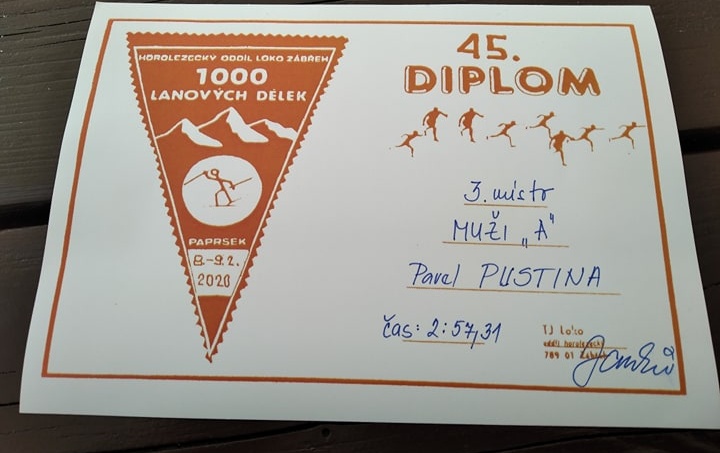 HOROLEZECKÝ ODDÍL LOKO ZÁBŘEH
1000
LANOVÝCH DÉLEK
PAPRSEK
8.-9.2.
2020
45.
DIPLOM
3. místo
MUŽI „A"
Pavel PUSTINA
čas: 2:57,31
TJ Loko
oddíl horolezecký
789 01 Zábřeh